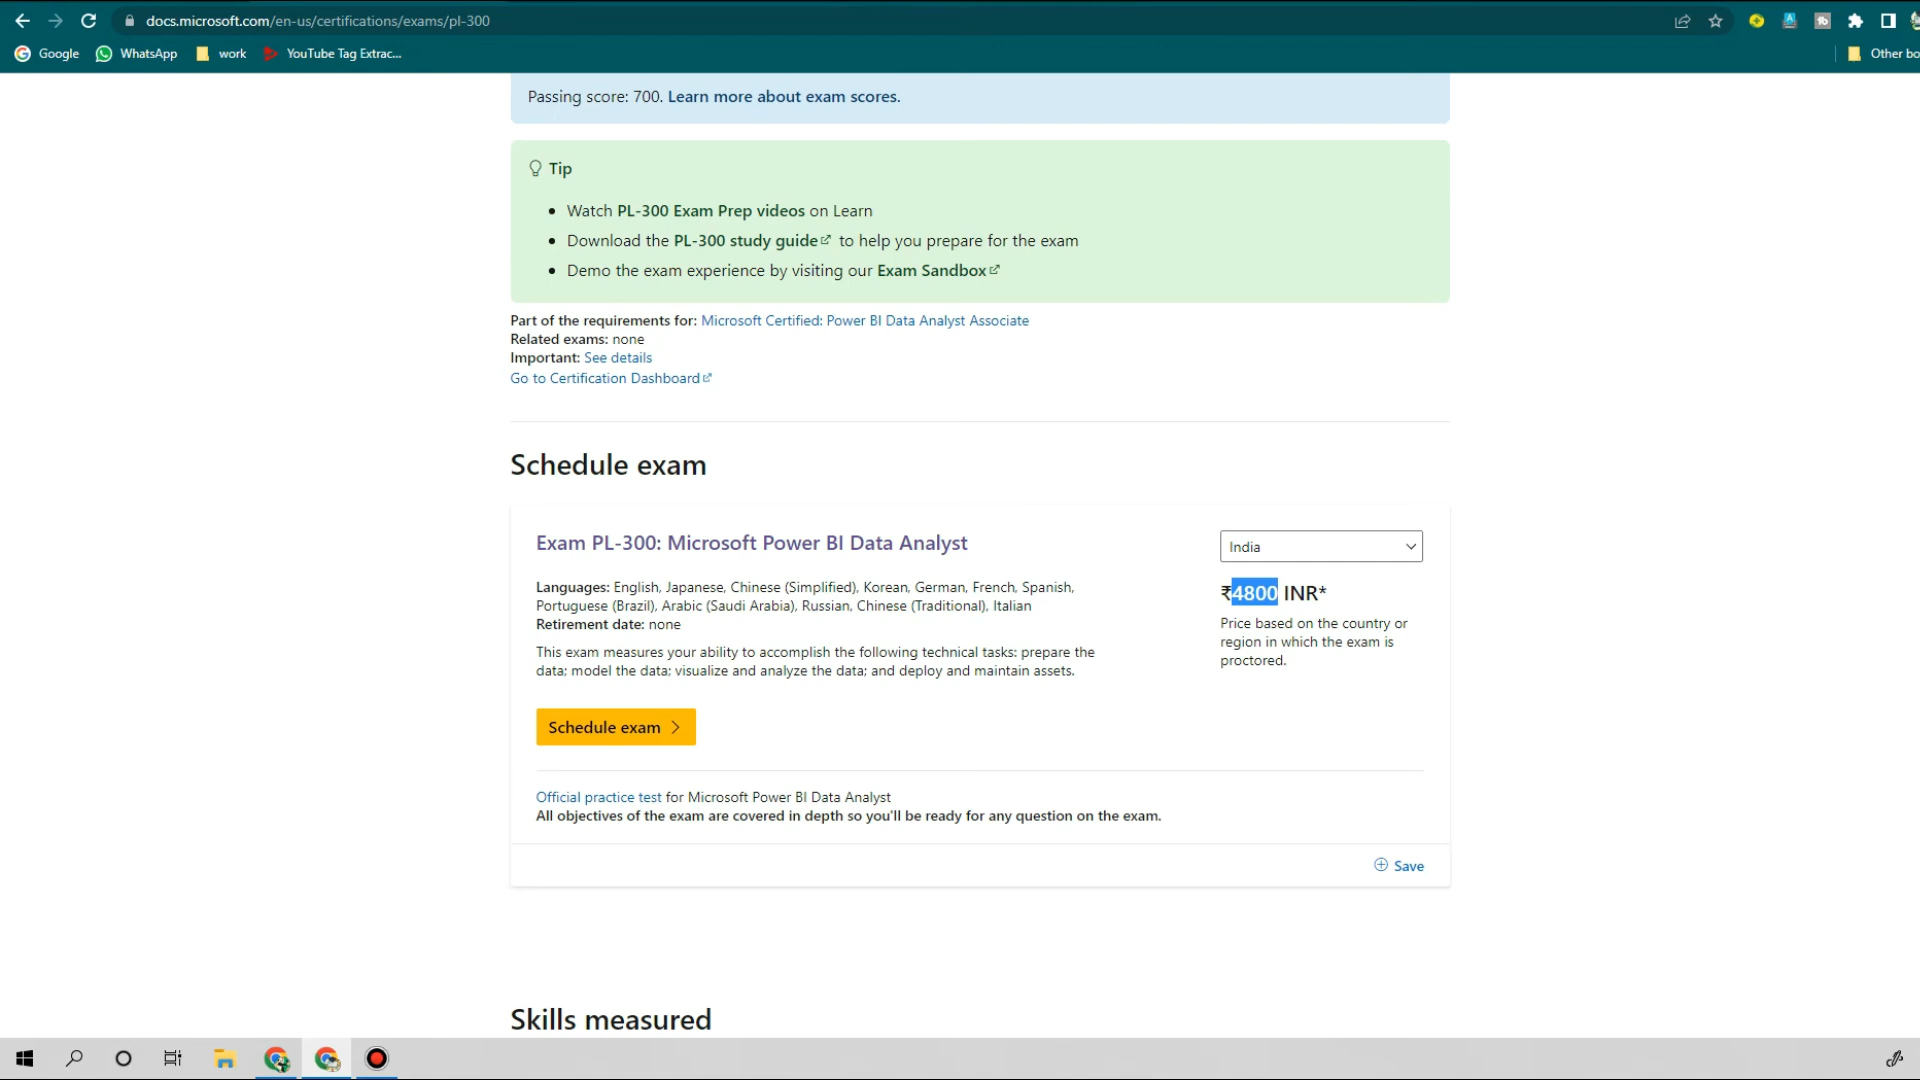 docs.microsoft.com/en-us/certifications/exams/pl-300
Google WhatsApp work YouTube Tag Extrac... Other bo
Passing score: 700. Learn more about exam scores.
Tip
• Watch PL-300 Exam Prep videos on Learn
• Download the PL-300 study guide to help you prepare for the exam
• Demo the exam experience by visiting our Exam Sandbox
Part of the requirements for: Microsoft Certified: Power BI Data Analyst Associate
Related exams: none
Important: See details
Go to Certification Dashboard
Schedule exam
Exam PL-300: Microsoft Power BI Data Analyst
Languages: English, Japanese, Chinese (Simplified), Korean, German, French, Spanish,
Portuguese (Brazil), Arabic (Saudi Arabia), Russian, Chinese (Traditional), Italian
Retirement date: none
This exam measures your ability to accomplish the following technical tasks: prepare the
data; model the data; visualize and analyze the data; and deploy and maintain assets.
India
₹4800 INR*
Price based on the country or
region in which the exam is
proctored.
Schedule exam
Official practice test for Microsoft Power BI Data Analyst
All objectives of the exam are covered in depth so you'll be ready for any question on the exam.
Save
Skills measured